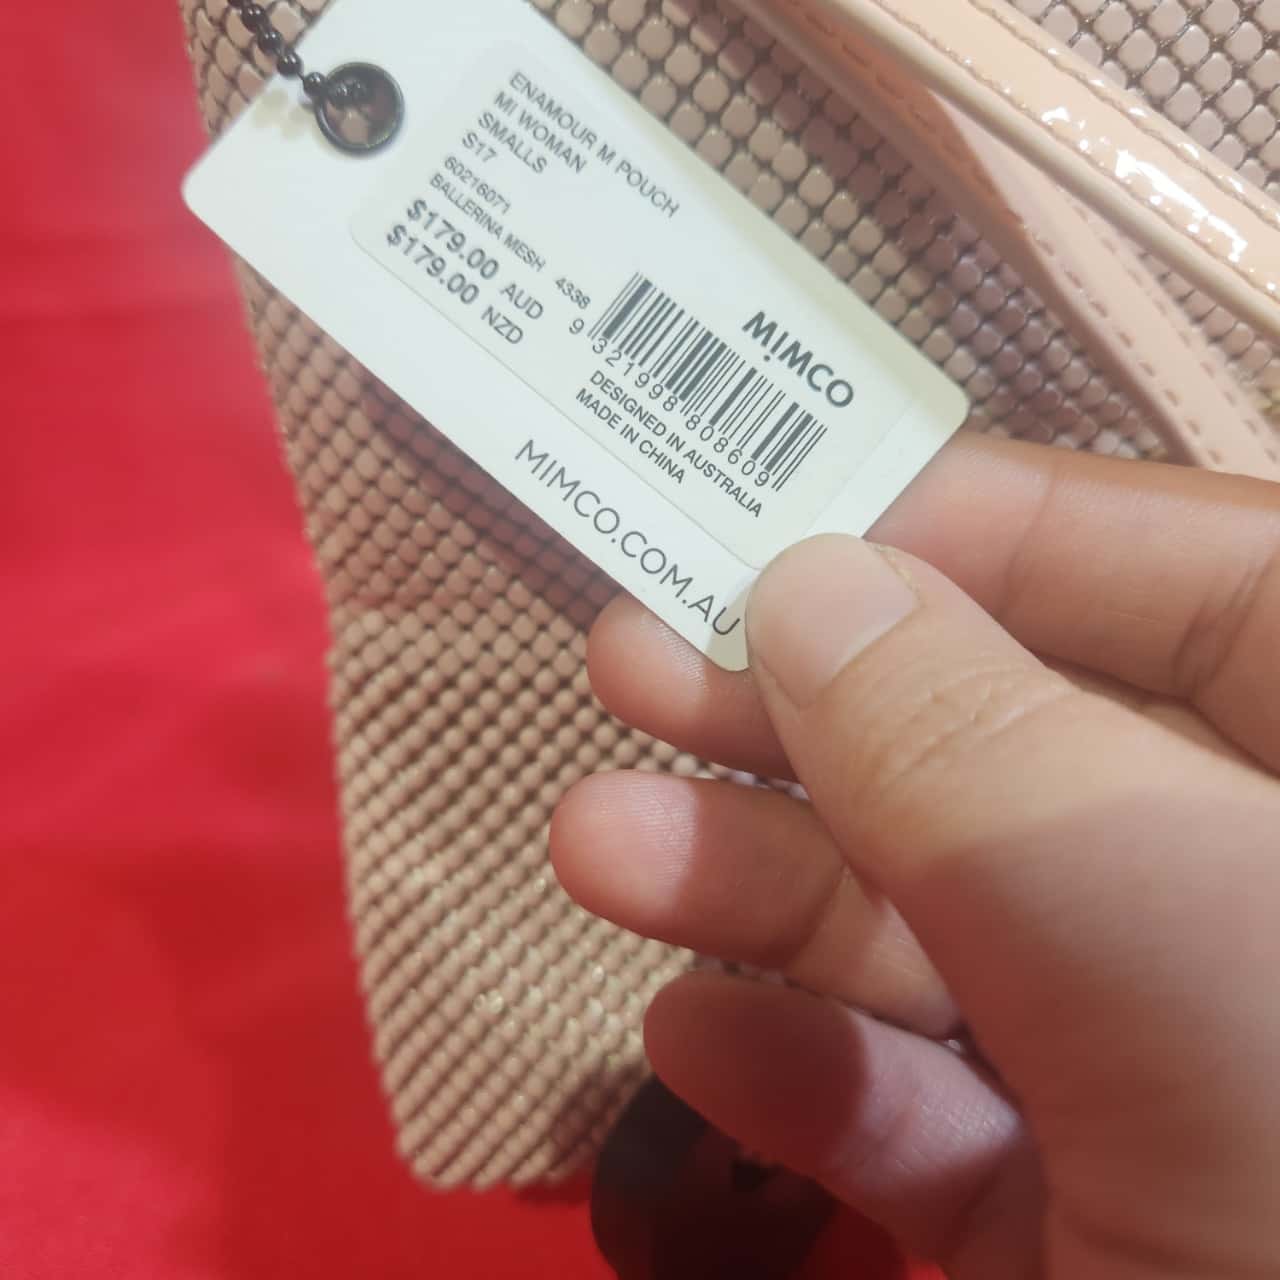 ENAMOUR M POUCH
MI WOMAN
SMALLS
S17
60216071
BALLERINA MESH 4338
$179.00 AUD
$179.00 NZD
MIMCO
9 321998 808609
DESIGNED IN AUSTRALIA
MADE IN CHINA
MIMCO.COM.AU